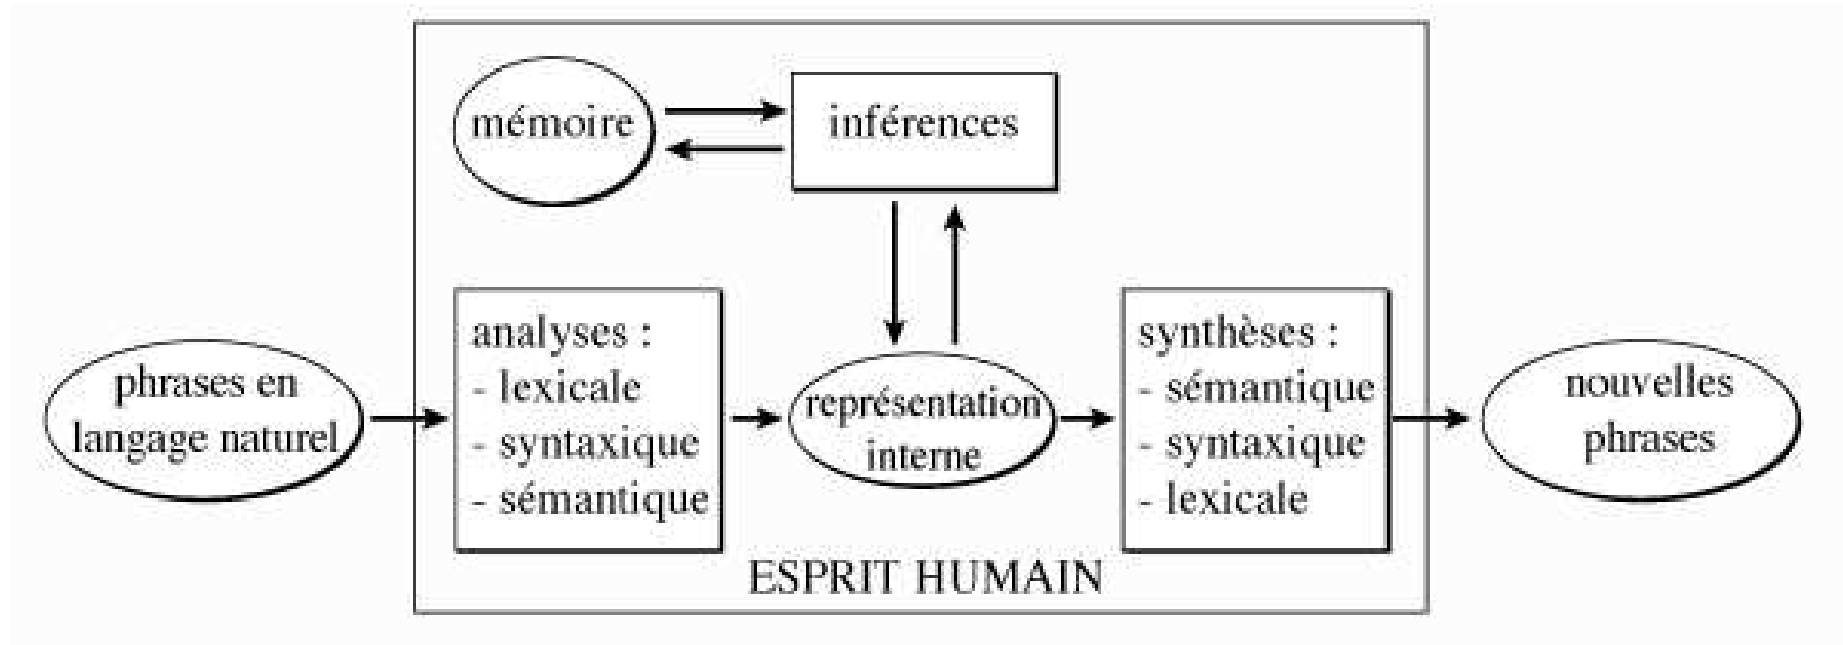 mémoire
inférences
phrases en
langage naturel
analyses :
- lexicale
- syntaxique
- sémantique
représentation
interne
synthèses :
- sémantique
- syntaxique
- lexicale
nouvelles
phrases
ESPRIT HUMAIN